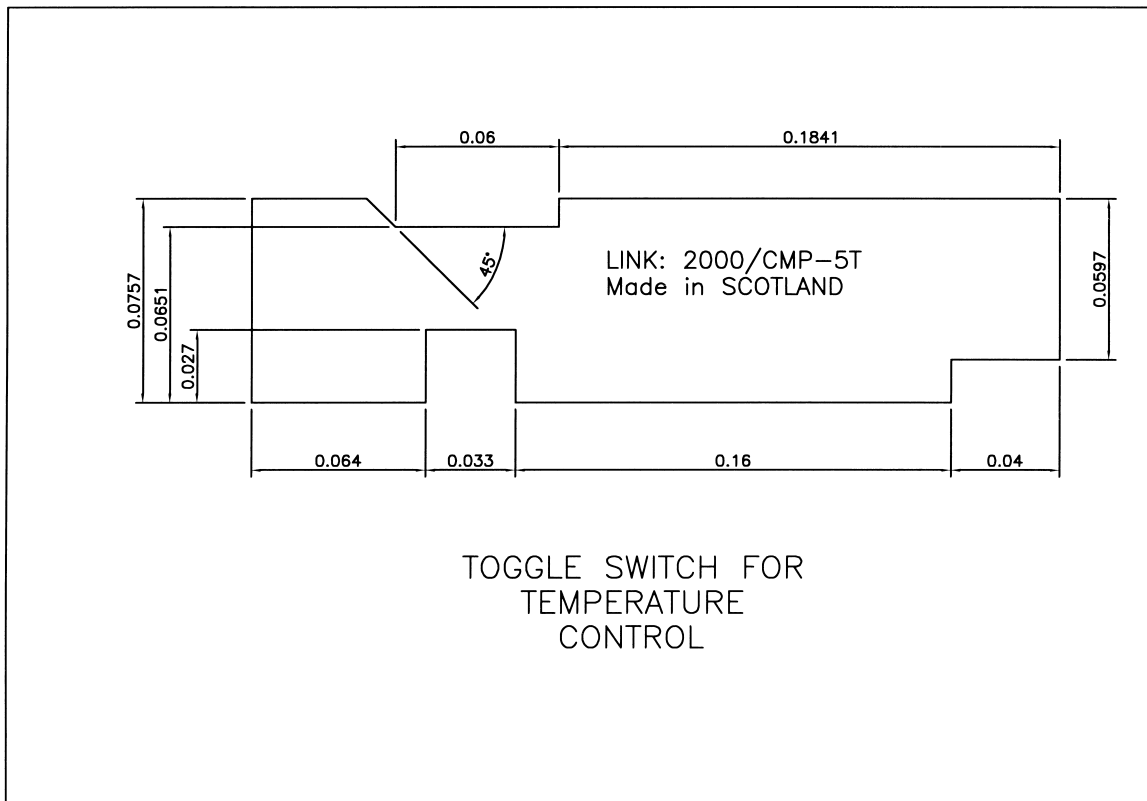 0.06
0.1841
0.0757
0.0651
0.027
45°
LINK: 2000/CMP-5T
Made in SCOTLAND
0.0597
0.064
0.033
0.16
0.04
TOGGLE SWITCH FOR
TEMPERATURE
CONTROL